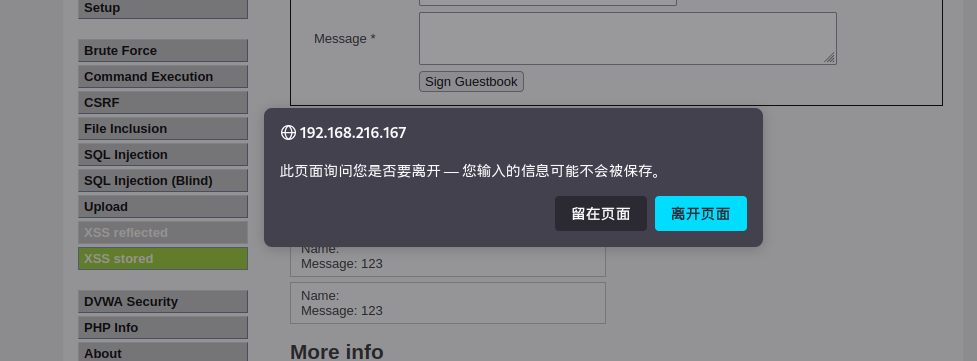 Setup
Brute Force
Command Execution
CSRF
File Inclusion
SQL Injection
SQL Injection (Blind)
Upload
XSS reflected
XSS stored
DVWA Security
PHP Info
About
Message *
Sign Guestbook
192.168.216.167
此页面询问您是否要离开 — 您输入的信息可能不会被保存。
留在页面 离开页面
Name:
Message: 123
Name:
Message: 123
More info